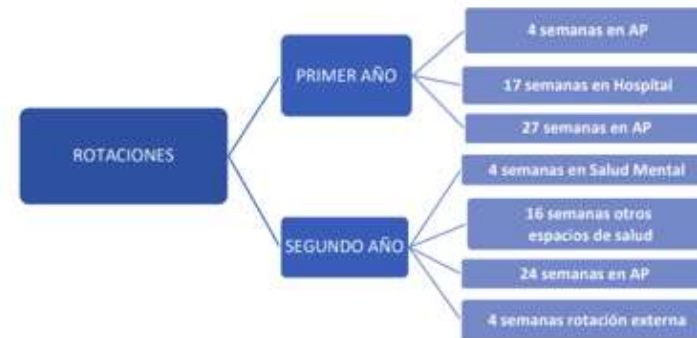 ROTACIONES
PRIMER AÑO
4 semanas en AP
17 semanas en Hospital
27 semanas en AP
SEGUNDO AÑO
4 semanas en Salud Mental
16 semanas otros
espacios de salud
24 semanas en AP
4 semanas rotación externa